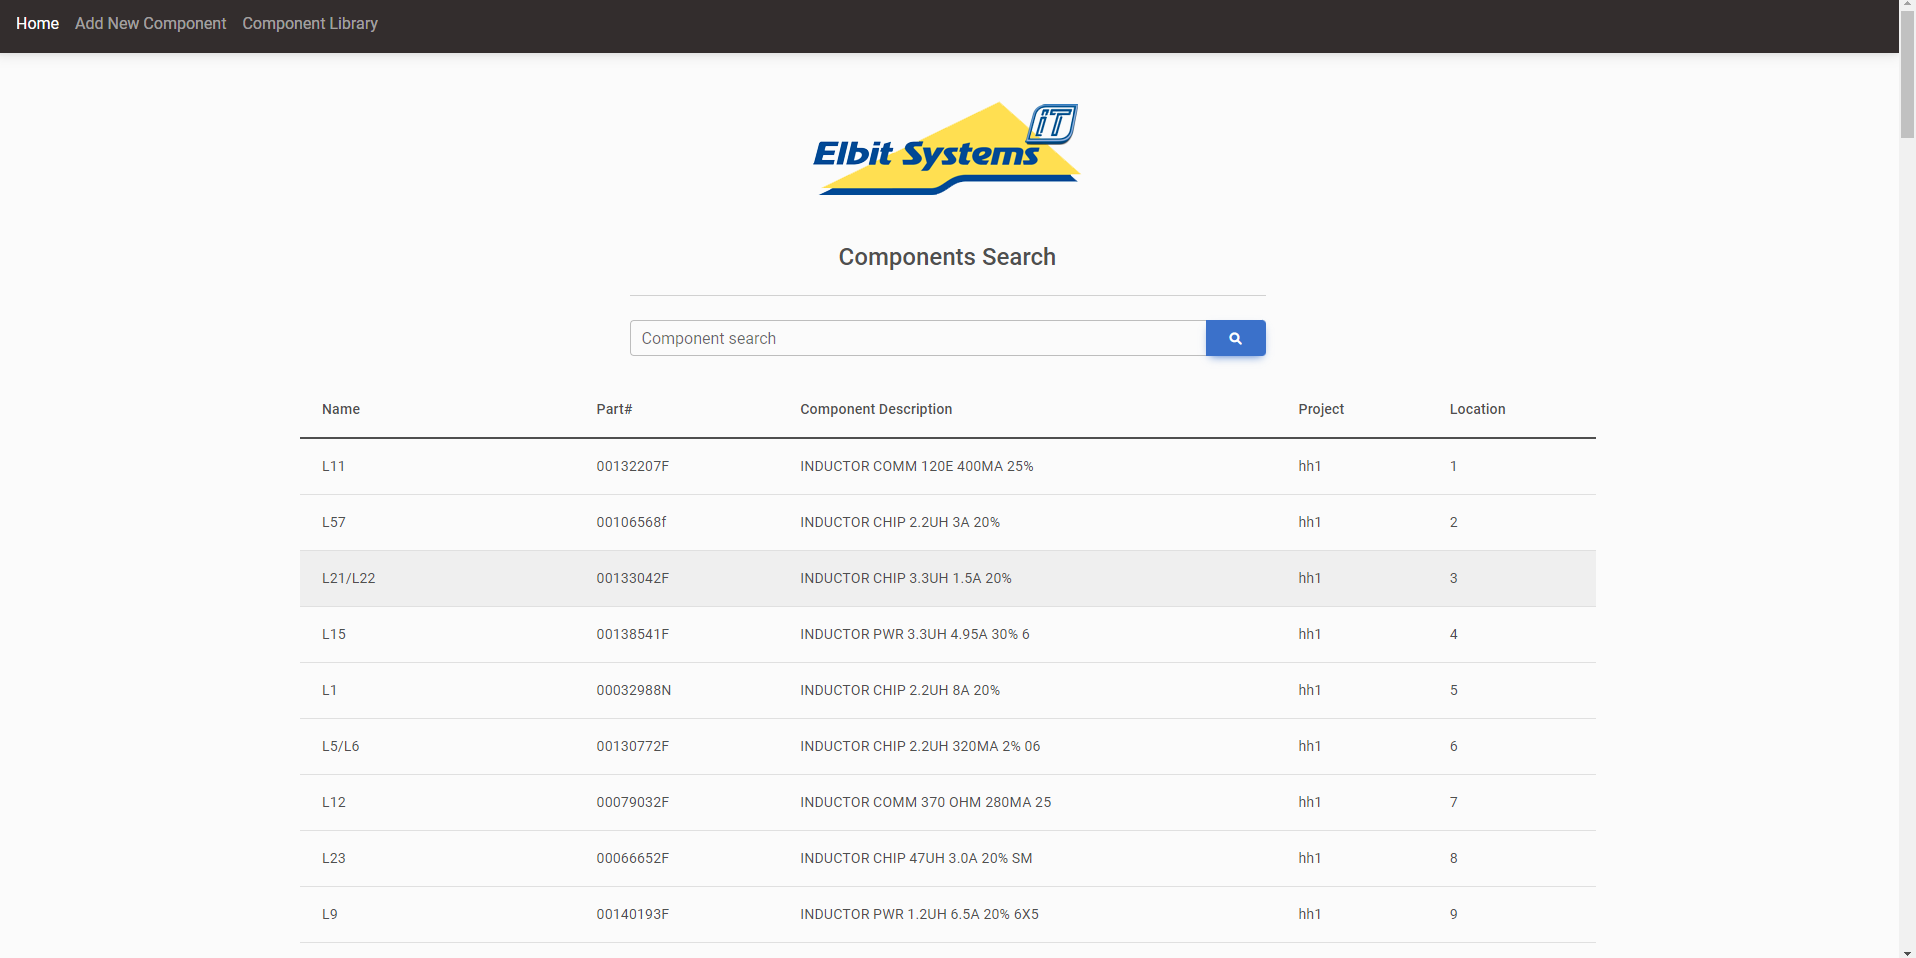 Home Add New Component Component Library
iT
Elbit Systems
Components Search
Component search
Name Part# Component Description Project Location
L11 00132207F INDUCTOR COMM 120E 400MA 25% hh1 1
L57 00106568f INDUCTOR CHIP 2.2UH 3A 20% hh1 2
L21/L22 00133042F INDUCTOR CHIP 3.3UH 1.5A 20% hh1 3
L15 00138541F INDUCTOR PWR 3.3UH 4.95A 30% 6 hh1 4
L1 00032988N INDUCTOR CHIP 2.2UH 8A 20% hh1 5
L5/L6 00130772F INDUCTOR CHIP 2.2UH 320MA 2% 06 hh1 6
L12 00079032F INDUCTOR COMM 370 OHM 280MA 25 hh1 7
L23 00066652F INDUCTOR CHIP 47UH 3.0A 20% SM hh1 8
L9 00140193F INDUCTOR PWR 1.2UH 6.5A 20% 6X5 hh1 9